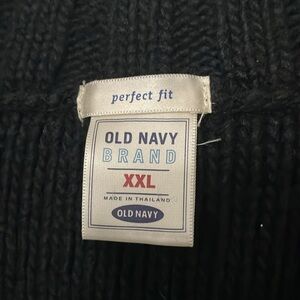 perfect fit
OLD NAVY
BRAND
XXL
MADE IN THAILAND
OLD NAVY